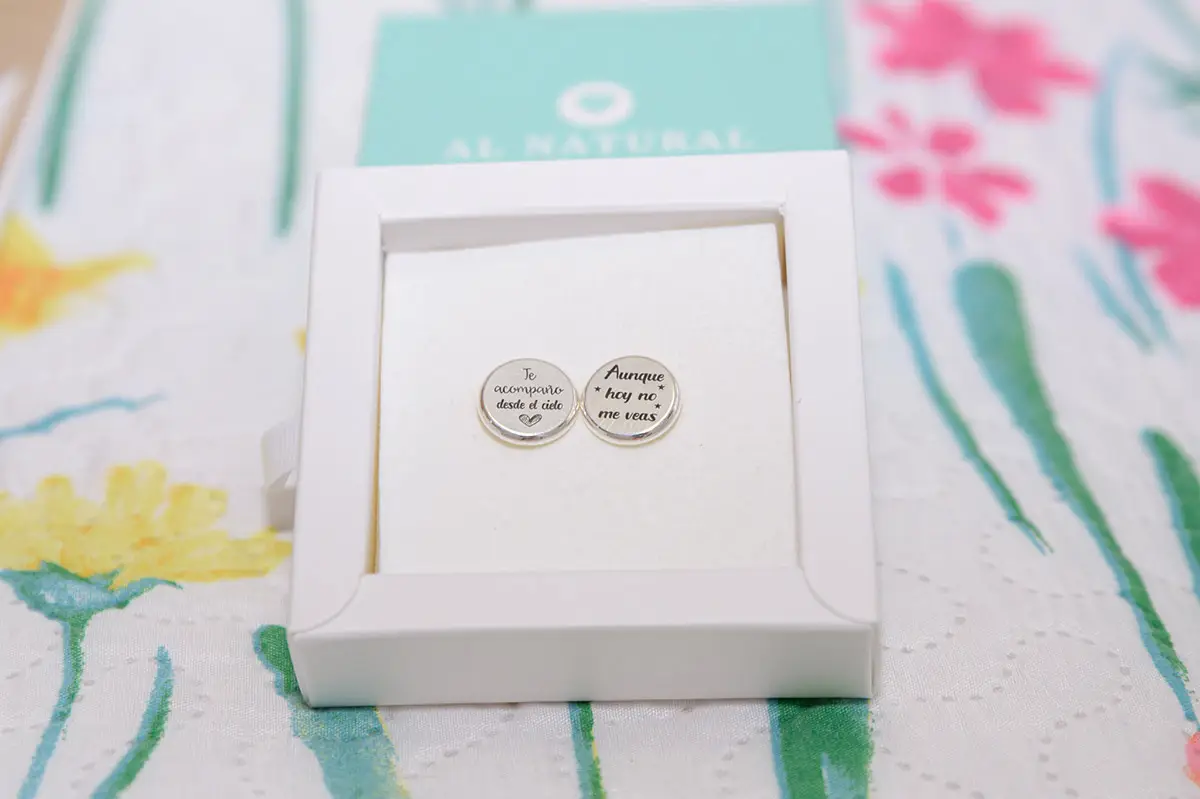 AL NATURAL
Te
acompaño
desde el cielo
Aunque
hoy no
me veas